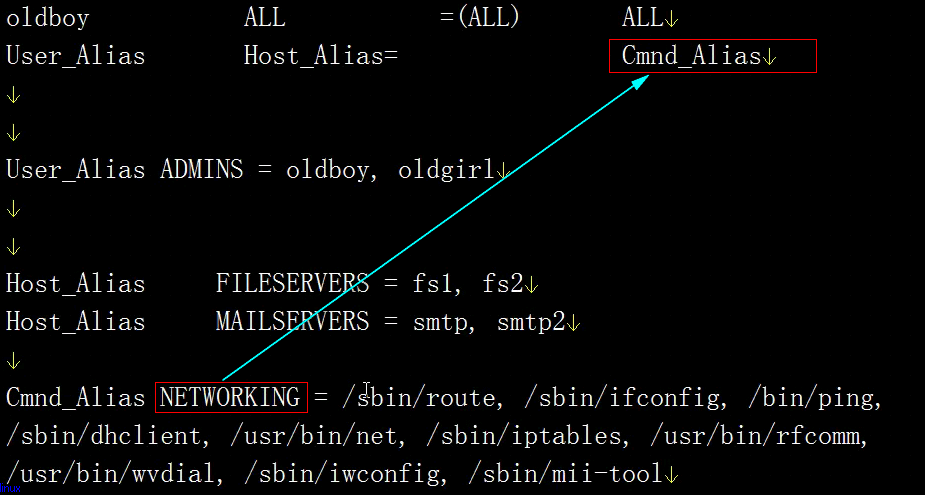 oldboy ALL =(ALL) ALL↓
User_Alias Host_Alias= Cmnd_Alias↓
↓
↓
User_Alias ADMINS = oldboy, oldgirl↓
↓
↓
Host_Alias FILESERVERS = fs1, fs2↓
Host_Alias MAILSERVERS = smtp, smtp2↓
↓
Cmnd_Alias NETWORKING = /sbin/route, /sbin/ifconfig, /bin/ping,
/sbin/dhclient, /usr/bin/net, /sbin/iptables, /usr/bin/rfcomm,
/usr/bin/wvdial, /sbin/iwconfig, /sbin/mii-tool↓